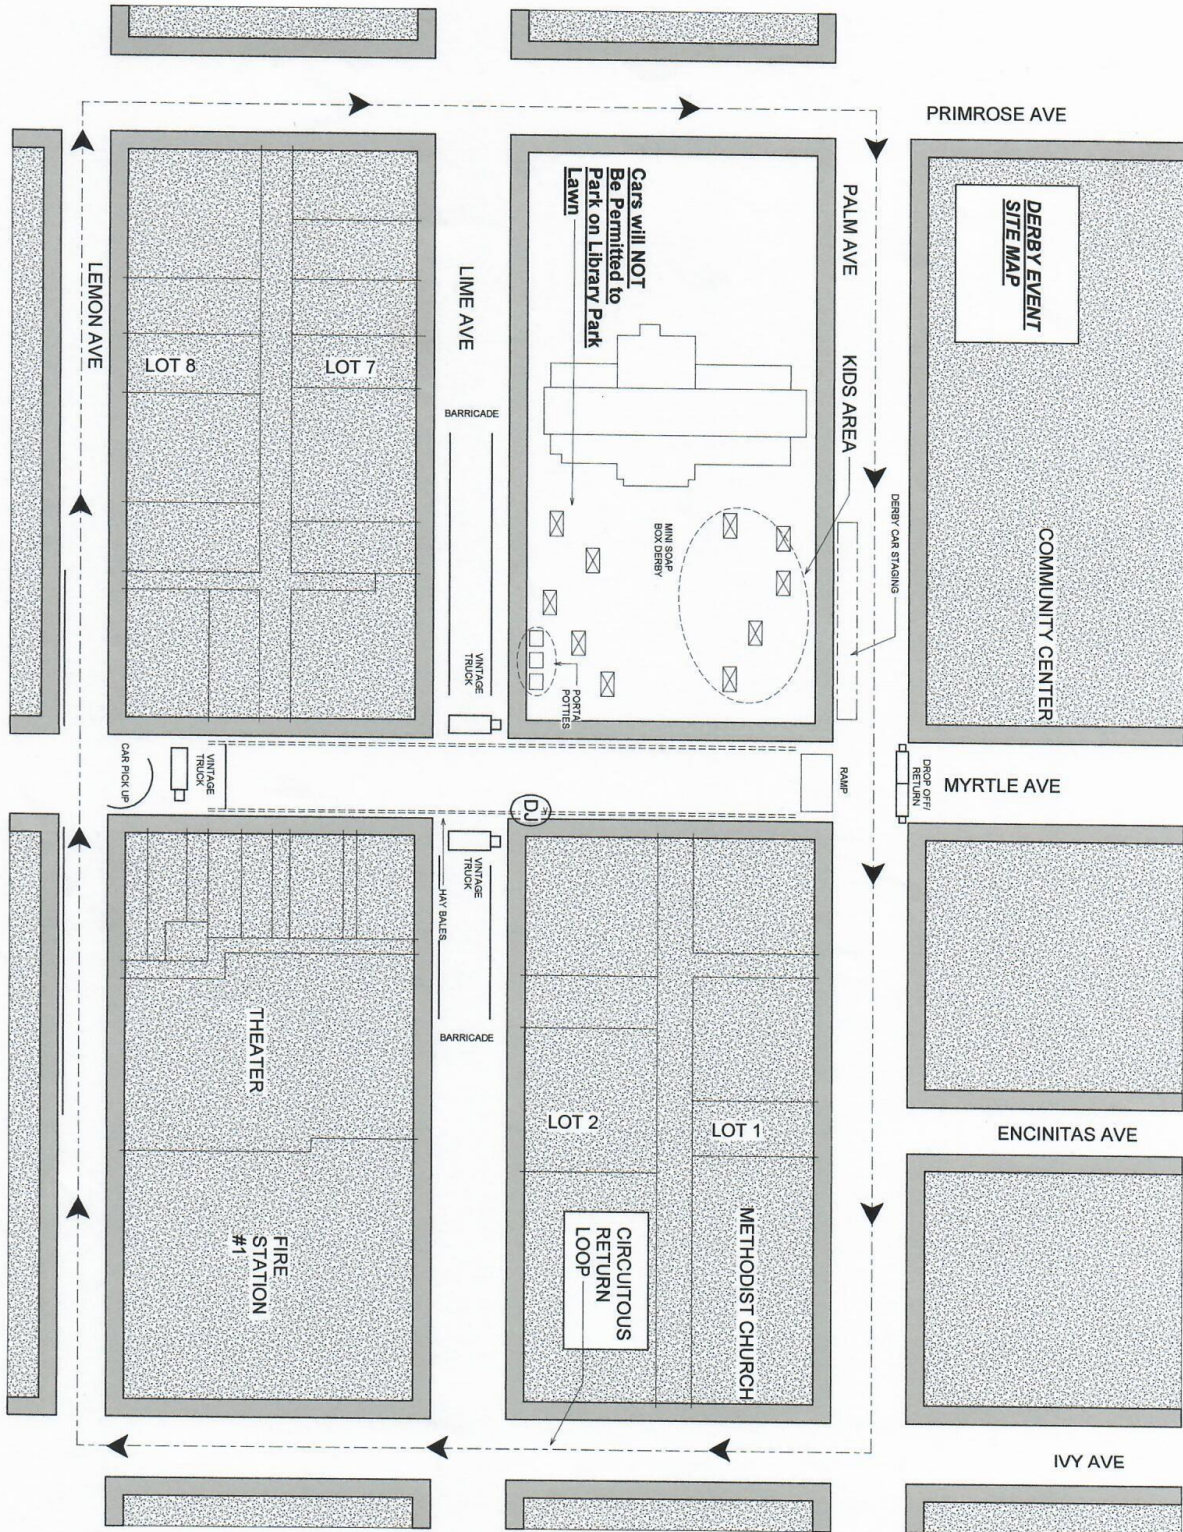 PRIMROSE AVE
DERBY EVENT
SITE MAP
PALM AVE
Cars will NOT
Be Permitted to
Park on Library Park
Lawn
LIME AVE
LEMON AVE
KIDS AREA
LOT 7
LOT 8
BARRICADE
DERBY CAR STAGING
MINI SOAP
BOX DERBY
COMMUNITY CENTER
PORTA
POTTIES
VINTAGE
TRUCK
VINTAGE
TRUCK
CAR PICK UP
DROP OFF/
RETURN
MYRTLE AVE
RAMP
DJ
VINTAGE
TRUCK
HAY BALES
BARRICADE
THEATER
LOT 2
LOT 1
ENCINITAS AVE
METHODIST CHURCH
CIRCUITOUS
RETURN
LOOP
FIRE
STATION
#1
IVY AVE